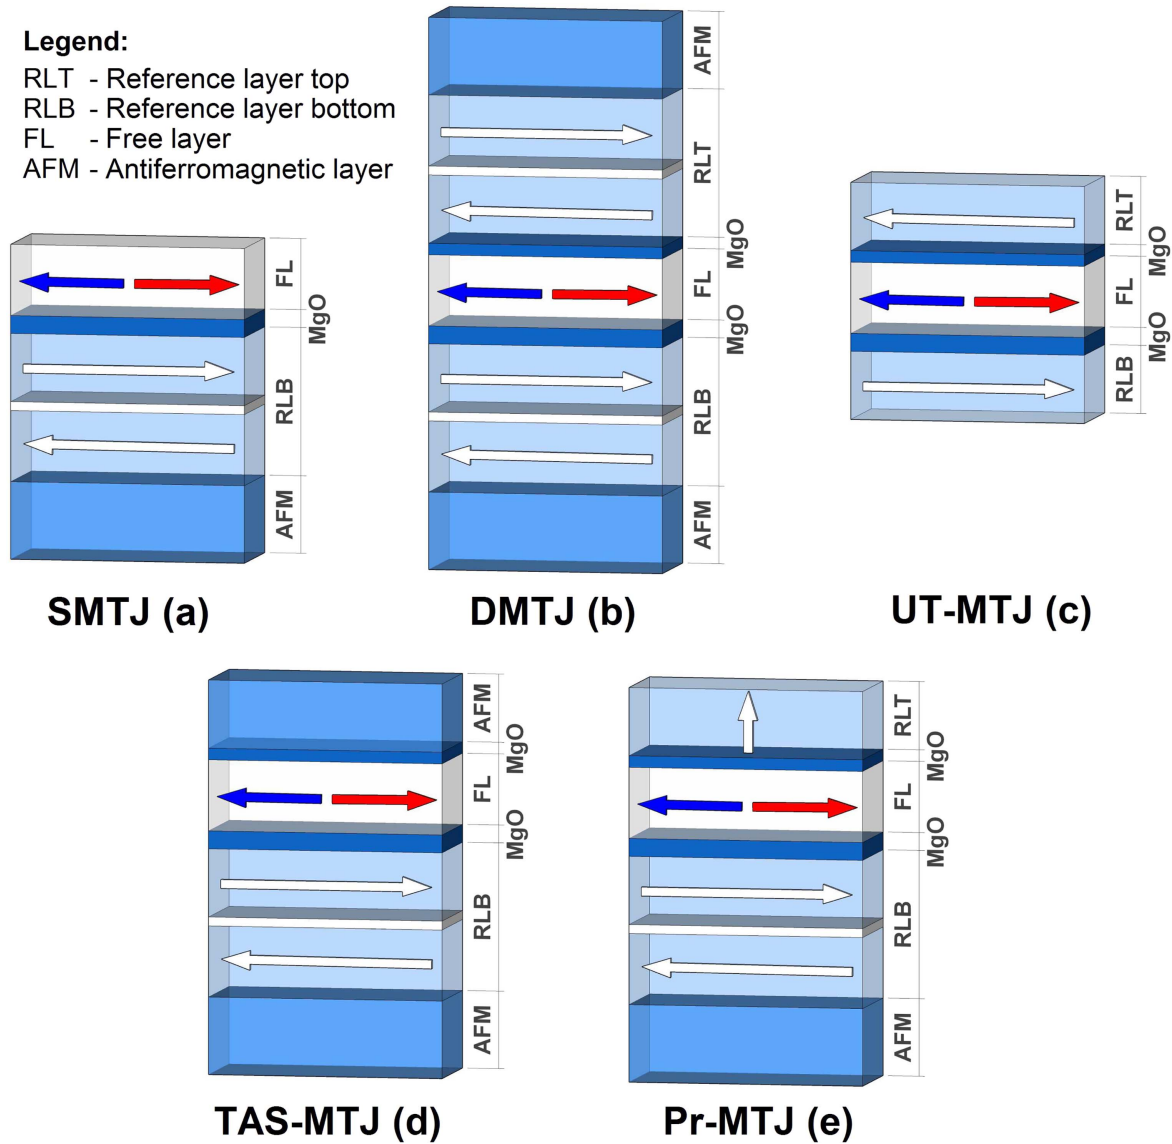 Legend:
RLT - Reference layer top
RLB - Reference layer bottom
FL - Free layer
AFM - Antiferromagnetic layer
FL
MgO
RLB
AFM
SMTJ (a)
AFM
RLT
MgO
FL
MgO
RLB
AFM
DMTJ (b)
RLT
MgO
FL
MgO
RLB
UT-MTJ (c)
AFM
MgO
FL
MgO
RLB
AFM
TAS-MTJ (d)
RLT
MgO
FL
MgO
RLB
AFM
Pr-MTJ (e)